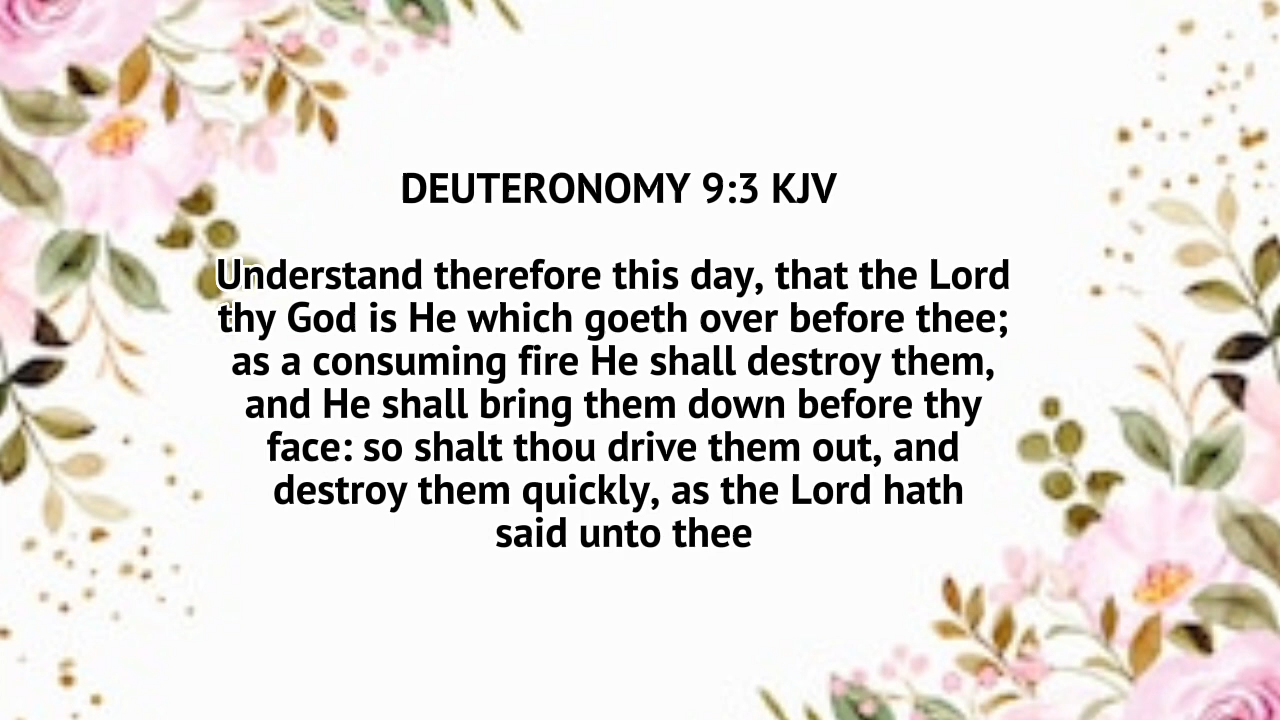 DEUTERONOMY 9:3 KJV
Understand therefore this day, that the Lord
thy God is He which goeth over before thee;
as a consuming fire He shall destroy them,
and He shall bring them down before thy
face: so shalt thou drive them out, and
destroy them quickly, as the Lord hath
said unto thee